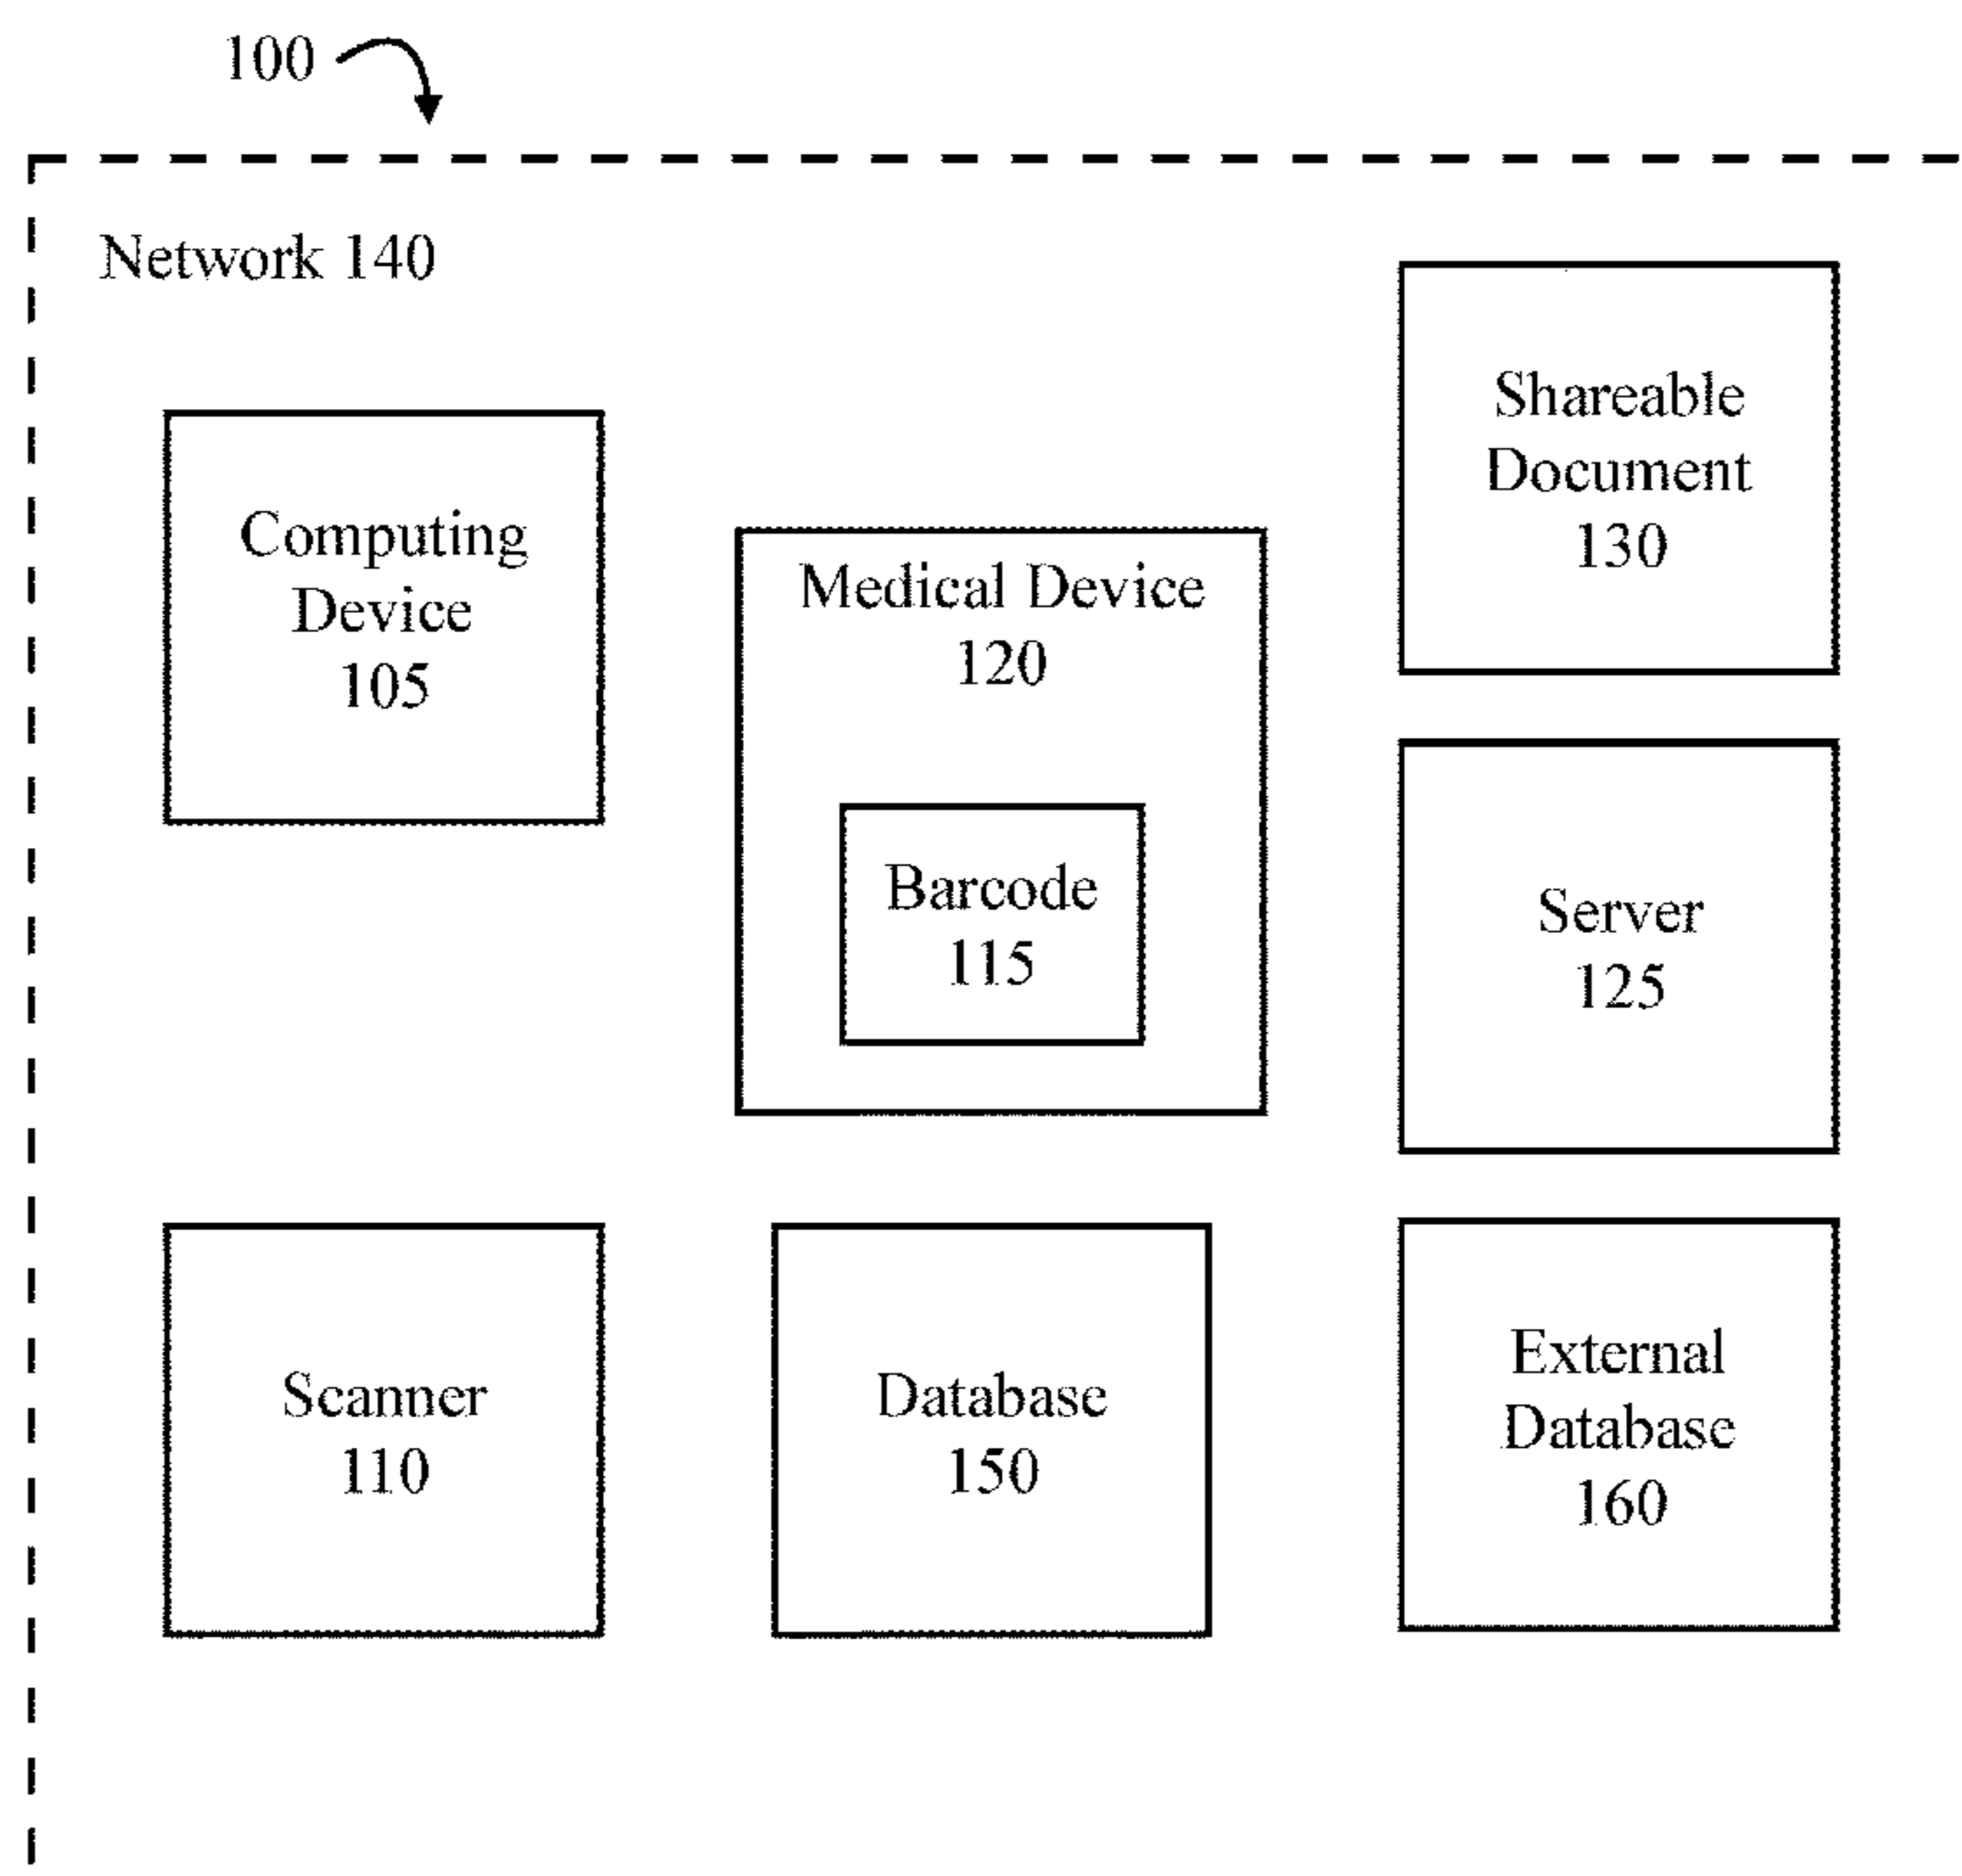 100
Network 140
Computing
Device
105
Medical Device
120
Barcode
115
Shareable
Document
130
Server
125
Scanner
110
Database
150
External
Database
160